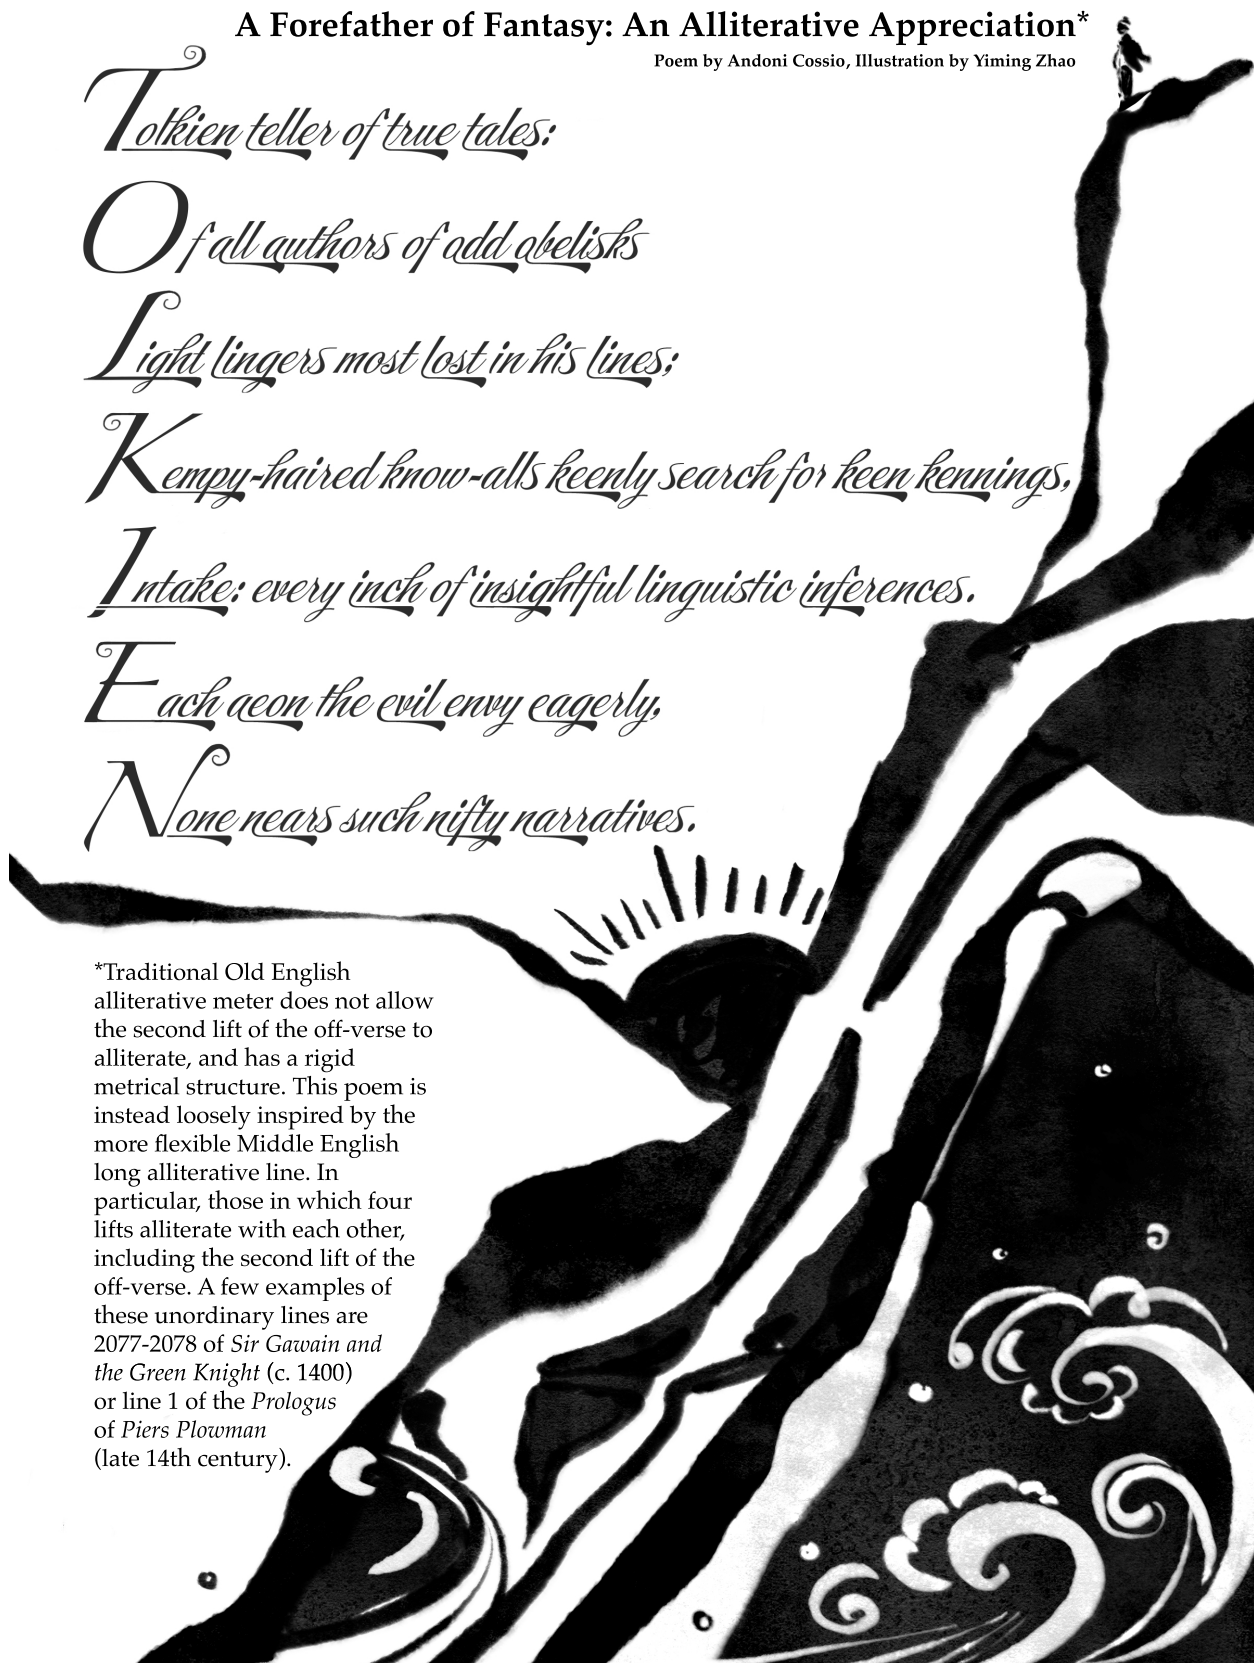 A Forefather of Fantasy: An Alliterative Appreciation*
Poem by Andoni Cossio, Illustration by Yiming Zhao
Tolkien teller of true tales:
Of all authors of odd obelisks
Light lingers most lost in his lines;
Kempy-haired know-alls keenly search for keen kennings,
Intake: every inch of insightful linguistic inferences.
Each aeon the evil envy eagerly,
None nears such nifty narratives.
*Traditional Old English
alliterative meter does not allow
the second lift of the off-verse to
alliterate, and has a rigid
metrical structure. This poem is
instead loosely inspired by the
more flexible Middle English
long alliterative line. In
particular, those in which four
lifts alliterate with each other,
including the second lift of the
off-verse. A few examples of
these unordinary lines are
2077-2078 of Sir Gawain and
the Green Knight (c. 1400)
or line 1 of the Prologus
of Piers Plowman
(late 14th century).